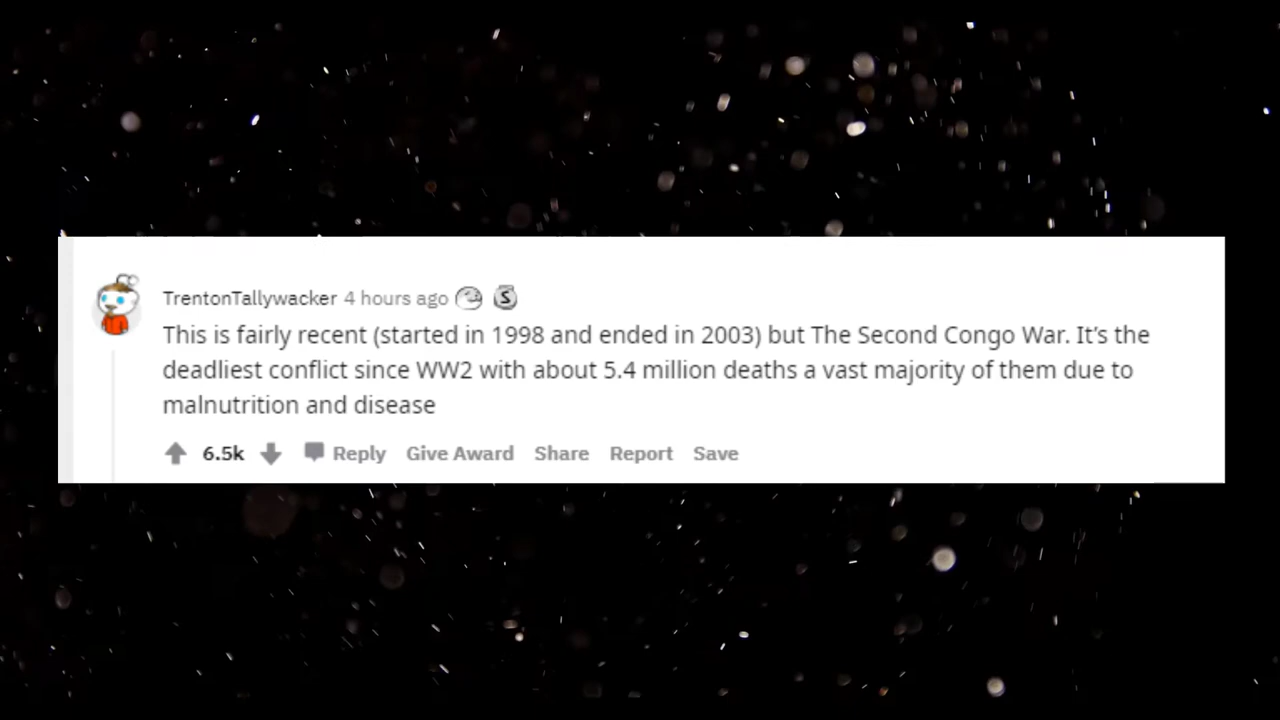 TrentonTallywacker 4 hours ago
This is fairly recent (started in 1998 and ended in 2003) but The Second Congo War. It’s the
deadliest conflict since WW2 with about 5.4 million deaths a vast majority of them due to
malnutrition and disease
6.5k Reply Give Award Share Report Save